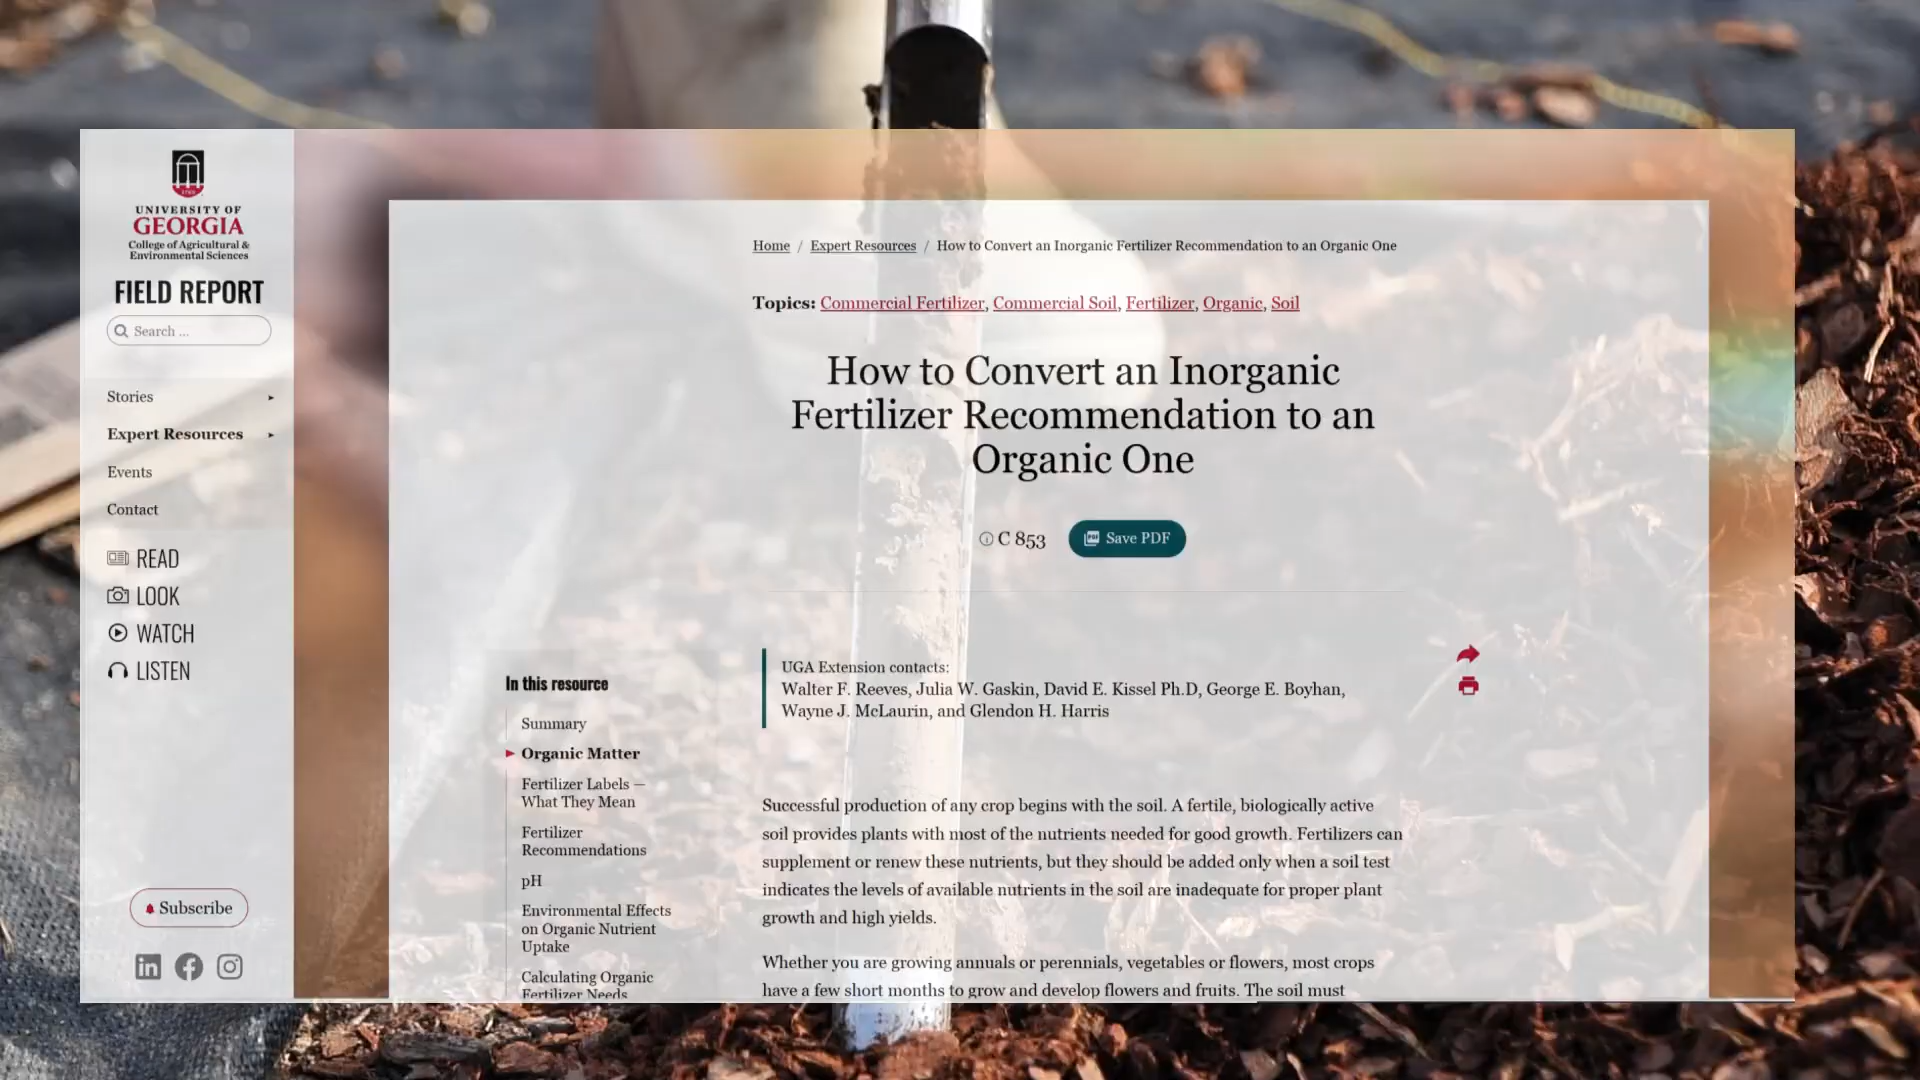 UNIVERSITY OF
GEORGIA
College of Agricultural &
Environmental Sciences
FIELD REPORT
Search ...
Stories
Expert Resources
Events
Contact
READ
LOOK
WATCH
LISTEN
Subscribe
Home / Expert Resources / How to Convert an Inorganic Fertilizer Recommendation to an Organic One
Topics: Commercial Fertilizer, Commercial Soil, Fertilizer, Organic, Soil
How to Convert an Inorganic
Fertilizer Recommendation to an
Organic One
C 853
Save PDF
In this resource
Summary
Organic Matter
Fertilizer Labels —
What They Mean
Fertilizer
Recommendations
pH
Environmental Effects
on Organic Nutrient
Uptake
Calculating Organic
Fertilizer Needs
UGA Extension contacts:
Walter F. Reeves, Julia W. Gaskin, David E. Kissel Ph.D, George E. Boyhan,
Wayne J. McLaurin, and Glendon H. Harris
Successful production of any crop begins with the soil. A fertile, biologically active
soil provides plants with most of the nutrients needed for good growth. Fertilizers can
supplement or renew these nutrients, but they should be added only when a soil test
indicates the levels of available nutrients in the soil are inadequate for proper plant
growth and high yields.
Whether you are growing annuals or perennials, vegetables or flowers, most crops
have a few short months to grow and develop flowers and fruits. The soil must